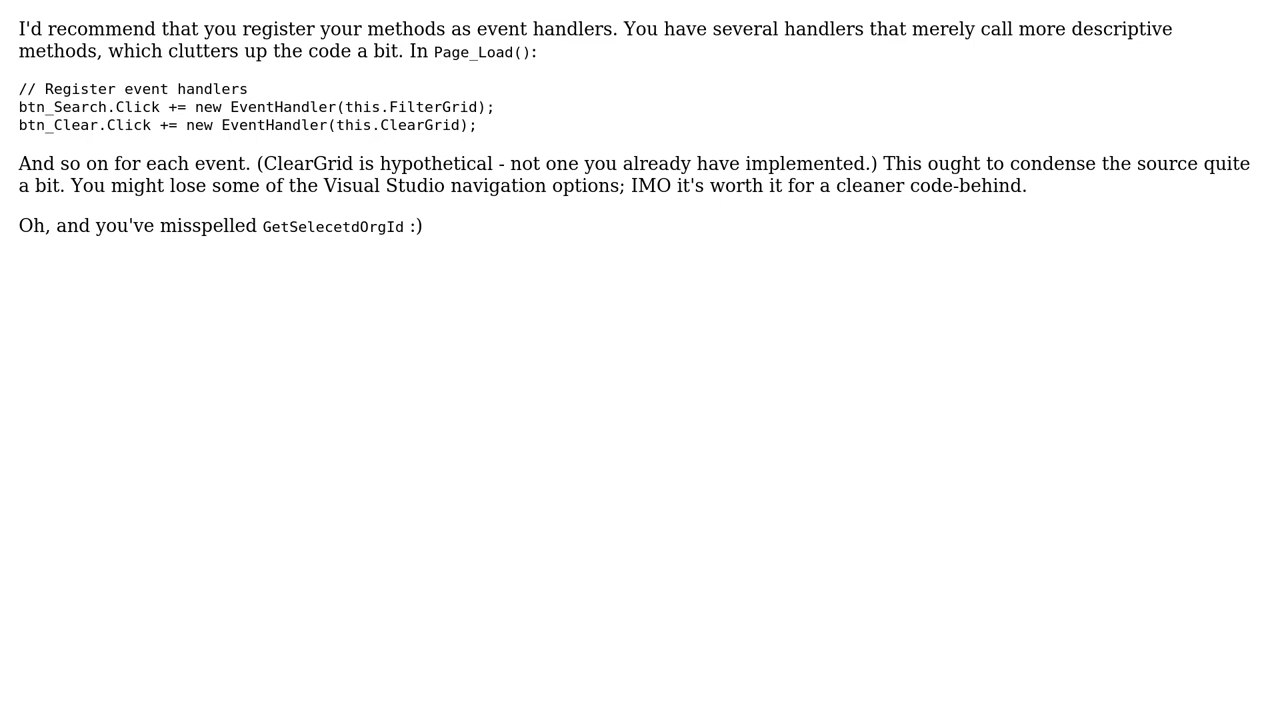 I'd recommend that you register your methods as event handlers. You have several handlers that merely call more descriptive
methods, which clutters up the code a bit. In Page_Load():
// Register event handlers
btn_Search.Click += new EventHandler(this.FilterGrid);
btn_Clear.Click += new EventHandler(this.ClearGrid);
And so on for each event. (ClearGrid is hypothetical - not one you already have implemented.) This ought to condense the source quite
a bit. You might lose some of the Visual Studio navigation options; IMO it's worth it for a cleaner code-behind.
Oh, and you've misspelled GetSelecetdOrgId :)